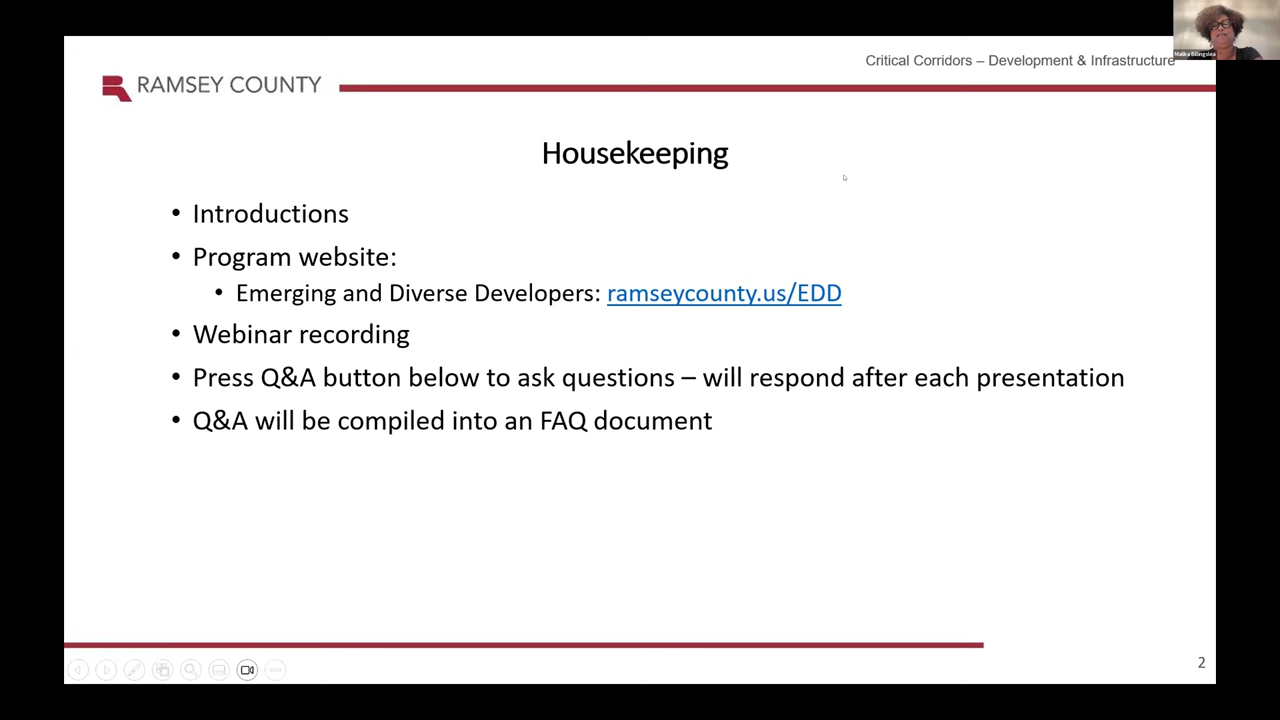 Malika Billingslea
Critical Corridors – Development & Infrastructure
RAMSEY COUNTY
Housekeeping
• Introductions
• Program website:
• Emerging and Diverse Developers: ramseycounty.us/EDD
• Webinar recording
• Press Q&A button below to ask questions – will respond after each presentation
• Q&A will be compiled into an FAQ document
2